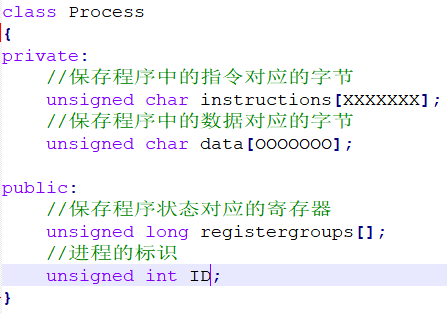 class Process
{
private:
//保存程序中的指令对应的字节
unsigned char instructions[XXXXXXX];
//保存程序中的数据对应的字节
unsigned char data[OOOOOOO];
public:
//保存程序状态对应的寄存器
unsigned long registergroups[];
//进程的标识
unsigned int ID;
}